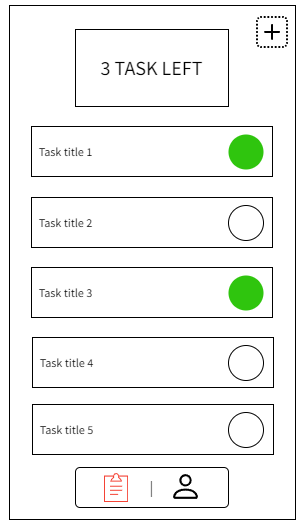 3 TASK LEFT
Task title 1
Task title 2
Task title 3
Task title 4
Task title 5